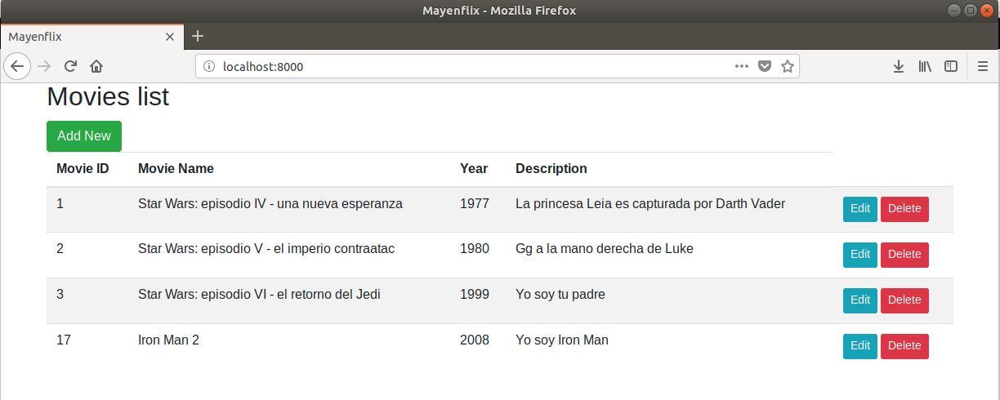 Mayenflix - Mozilla Firefox
Mayenflix
localhost:8000
Movies list
Add New
Movie ID Movie Name Year Description
1 Star Wars: episodio IV - una nueva esperanza 1977 La princesa Leia es capturada por Darth Vader Edit Delete
2 Star Wars: episodio V - el imperio contraatac 1980 Gg a la mano derecha de Luke Edit Delete
3 Star Wars: episodio VI - el retorno del Jedi 1999 Yo soy tu padre Edit Delete
17 Iron Man 2 2008 Yo soy Iron Man Edit Delete